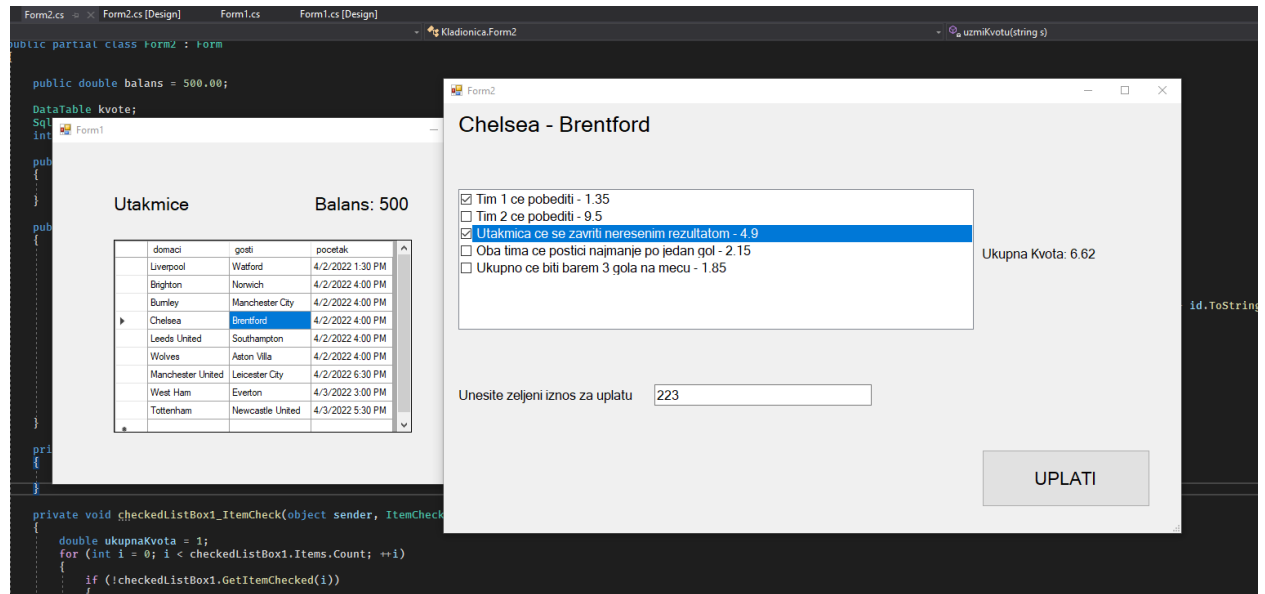 Form2.cs Form2.cs [Design] Form1.cs Form1.cs [Design]
Kladionica.Form2 uzmiKvotu(string s)
public partial class Form2 : Form
public double balans = 500.00;
DataTable kvote;
Sql
int
pub
{
}
pub
{
}
pri
{
}
private void checkedListBox1_ItemCheck(object sender, ItemCheck
{
double ukupnaKvota = 1;
for (int i = 0; i < checkedListBox1.Items.Count; ++i)
{
if (!checkedListBox1.GetItemChecked(i))
{
id.ToString
Form1
Utakmice Balans: 500
domaci gosti pocetak
Liverpool Watford 4/2/2022 1:30 PM
Brighton Norwich 4/2/2022 4:00 PM
Burnley Manchester City 4/2/2022 4:00 PM
Chelsea Brentford 4/2/2022 4:00 PM
Leeds United Southampton 4/2/2022 4:00 PM
Wolves Aston Villa 4/2/2022 4:00 PM
Manchester United Leicester City 4/2/2022 6:30 PM
West Ham Everton 4/3/2022 3:00 PM
Tottenham Newcastle United 4/3/2022 5:30 PM
Form2
Chelsea - Brentford
Tim 1 ce pobediti - 1.35
Tim 2 ce pobediti - 9.5
Utakmica ce se zavriti neresenim rezultatom - 4.9
Oba tima ce postici najmanje po jedan gol - 2.15
Ukupno ce biti barem 3 gola na mecu - 1.85
Ukupna Kvota: 6.62
Unesite zeljeni iznos za uplatu 223
UPLATI